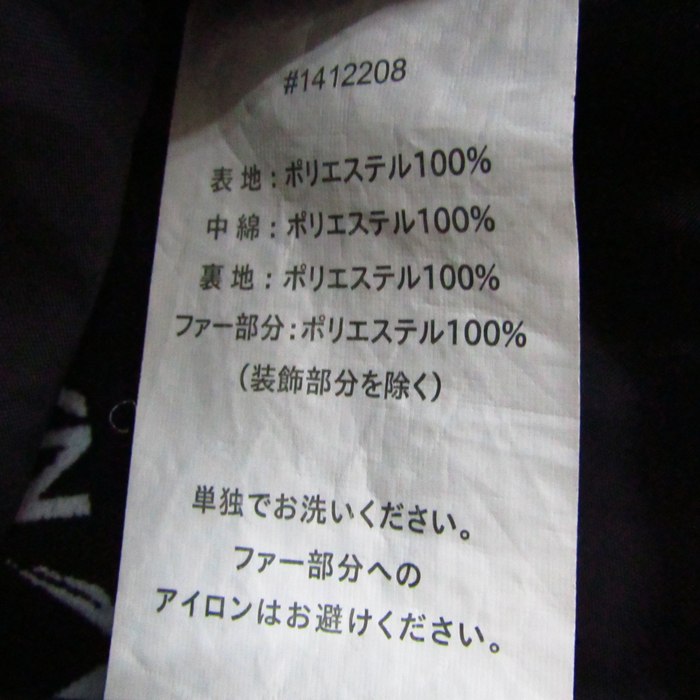 #1412208
表地:ポリエステル100%
中綿:ポリエステル100%
裏地:ポリエステル100%
ファー部分:ポリエステル100%
(装飾部分を除く)
単独でお洗いください。
ファー部分への
アイロンはお避けください。